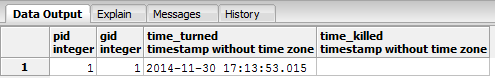 Data Output Explain Messages History
pid gid time_turned time_killed
integer integer timestamp without time zone timestamp without time zone
1 1 1 2014-11-30 17:13:53.015